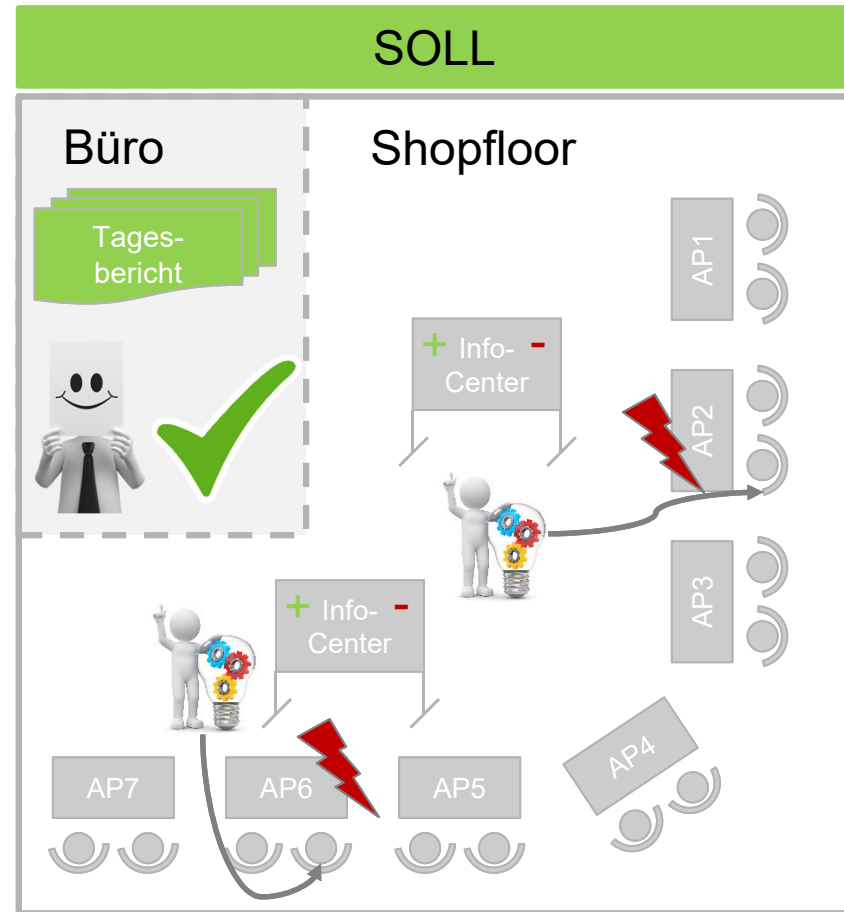 SOLL
Büro
Shopfloor
Tages-
bericht
AP1
+ Info- -
Center
AP2
AP3
+ Info- -
Center
AP4
AP7
AP6
AP5